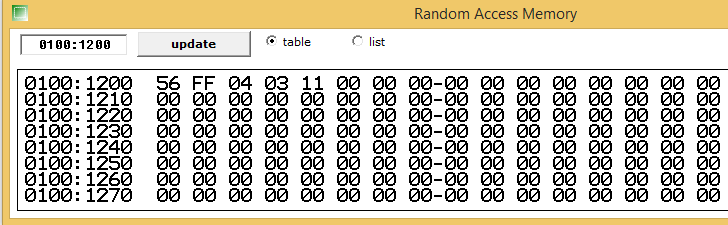 Random Access Memory
0100:1200 update table list
0100:1200 56 FF 04 03 11 00 00 00-00 00 00 00 00 00 00 00
0100:1210 00 00 00 00 00 00 00 00-00 00 00 00 00 00 00 00
0100:1220 00 00 00 00 00 00 00 00-00 00 00 00 00 00 00 00
0100:1230 00 00 00 00 00 00 00 00-00 00 00 00 00 00 00 00
0100:1240 00 00 00 00 00 00 00 00-00 00 00 00 00 00 00 00
0100:1250 00 00 00 00 00 00 00 00-00 00 00 00 00 00 00 00
0100:1260 00 00 00 00 00 00 00 00-00 00 00 00 00 00 00 00
0100:1270 00 00 00 00 00 00 00 00-00 00 00 00 00 00 00 00